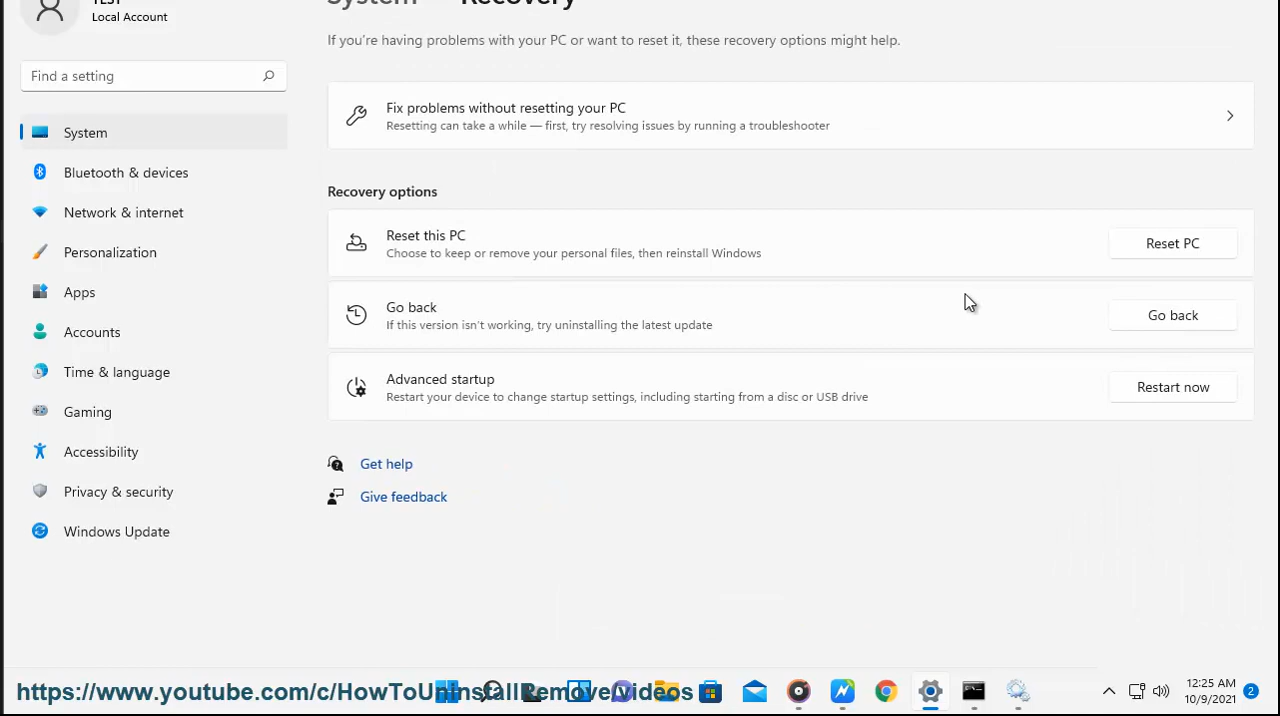 TEST
Local Account
System Recovery
If you're having problems with your PC or want to reset it, these recovery options might help.
Find a setting
Fix problems without resetting your PC
Resetting can take a while — first, try resolving issues by running a troubleshooter
System
Bluetooth & devices
Network & internet
Personalization
Apps
Accounts
Time & language
Gaming
Accessibility
Privacy & security
Windows Update
Recovery options
Reset this PC
Choose to keep or remove your personal files, then reinstall Windows
Reset PC
Go back
If this version isn't working, try uninstalling the latest update
Go back
Advanced startup
Restart your device to change startup settings, including starting from a disc or USB drive
Restart now
Get help
Give feedback
https://www.youtube.com/c/HowToUninstallRemove/videos
12:25 AM
10/9/2021
2